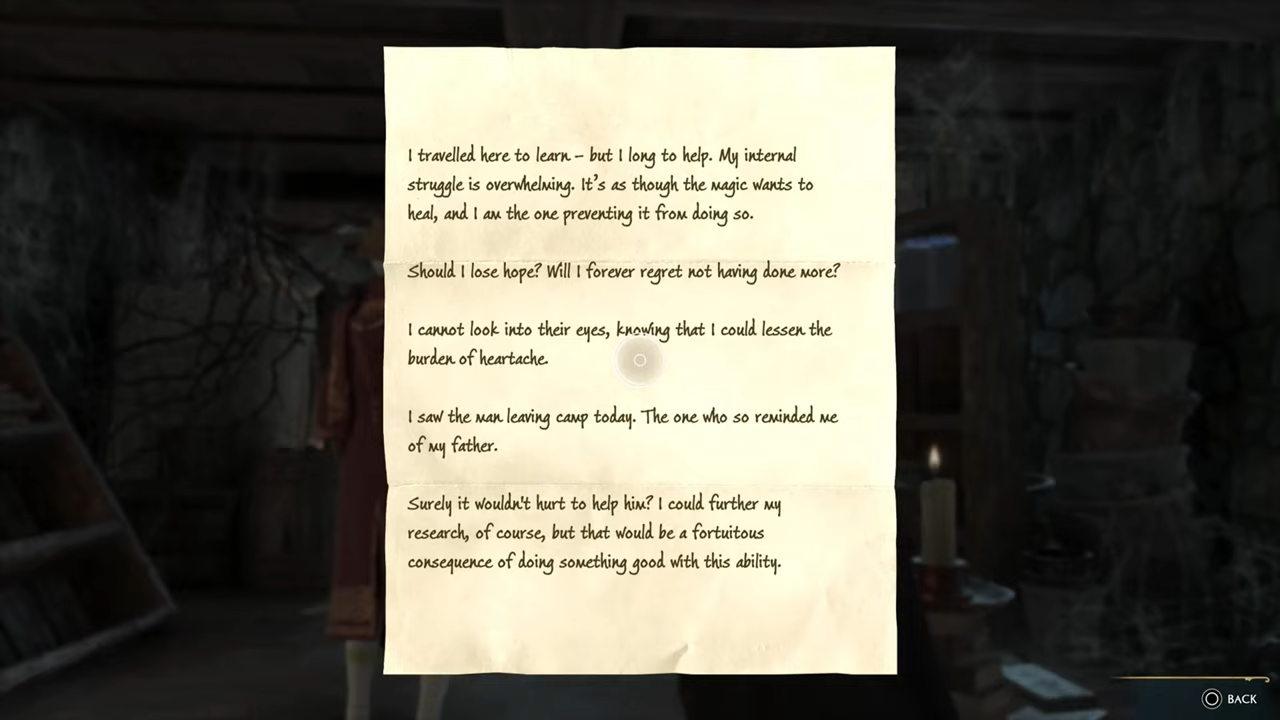 I travelled here to learn – but I long to help. My internal
struggle is overwhelming. It's as though the magic wants to
heal, and I am the one preventing it from doing so.
Should I lose hope? Will I forever regret not having done more?
I cannot look into their eyes, knowing that I could lessen the
burden of heartache.
I saw the man leaving camp today. The one who so reminded me
of my father.
Surely it wouldn't hurt to help him? I could further my
research, of course, but that would be a fortuitous
consequence of doing something good with this ability.
BACK